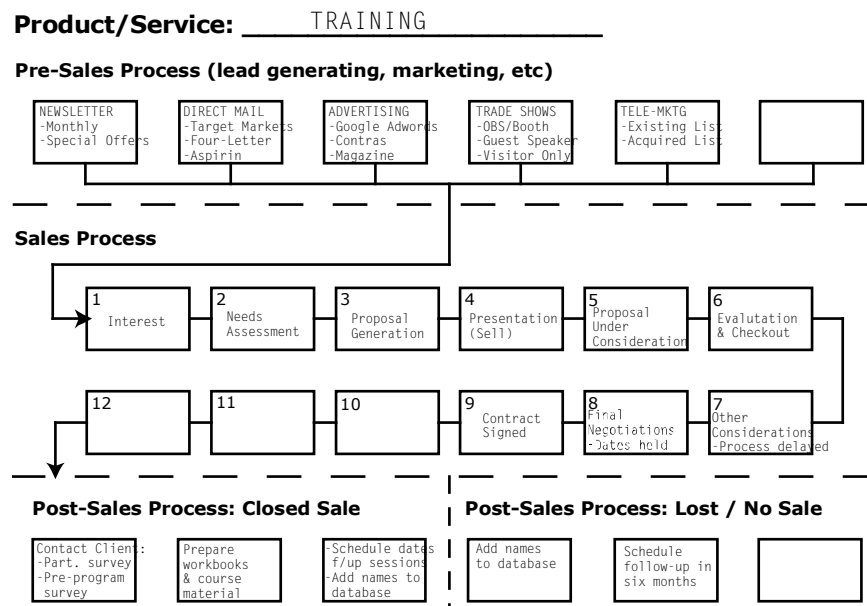 Product/Service: TRAINING
Pre-Sales Process (lead generating, marketing, etc)
NEWSLETTER
-Monthly
-Special Offers
DIRECT MAIL
-Target Markets
-Four-Letter
-Aspirin
ADVERTISING
-Google Adwords
-Contras
-Magazine
TRADE SHOWS
-OBS/Booth
-Guest Speaker
-Visitor Only
TELE-MKTG
-Existing List
-Acquired List
Sales Process
1
Interest
2
Needs
Assessment
3
Proposal
Generation
4
Presentation
(Sell)
5
Proposal
Under
Consideration
6
Evalutation
& Checkout
12
11
10
9
Contract
Signed
8
Final
Negotiations
-Dates held
7
Other
Considerations
-Process delayed
Post-Sales Process: Closed Sale
Contact Client:
-Part. survey
-Pre-program
survey
Prepare
workbooks
& course
material
-Schedule dates
f/up sessions
-Add names to
database
Post-Sales Process: Lost / No Sale
Add names
to database
Schedule
follow-up in
six months